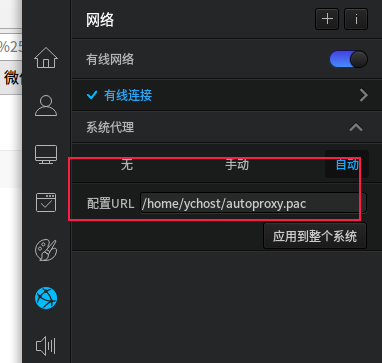 网络
%25
有线网络
微信
有线连接
系统代理
无 手动 自动
配置URL /home/ychost/autoproxy.pac
应用到整个系统